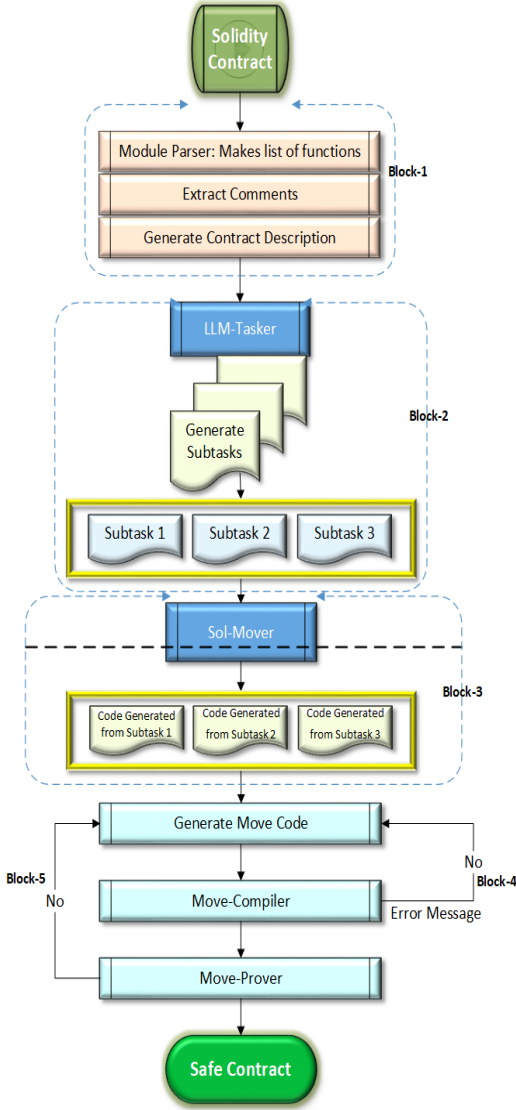 Solidity
Contract
Module Parser: Makes list of functions
Block-1
Extract Comments
Generate Contract Description
LLM-Tasker
Block-2
Generate
Subtasks
Subtask 1
Subtask 2
Subtask 3
Sol-Mover
Block-3
Code Generated
from Subtask 1
Code Generated
from Subtask 2
Code Generated
from Subtask 3
Generate Move Code
Block-5
No
No
Block-4
Move-Compiler
Error Message
Move-Prover
Safe Contract